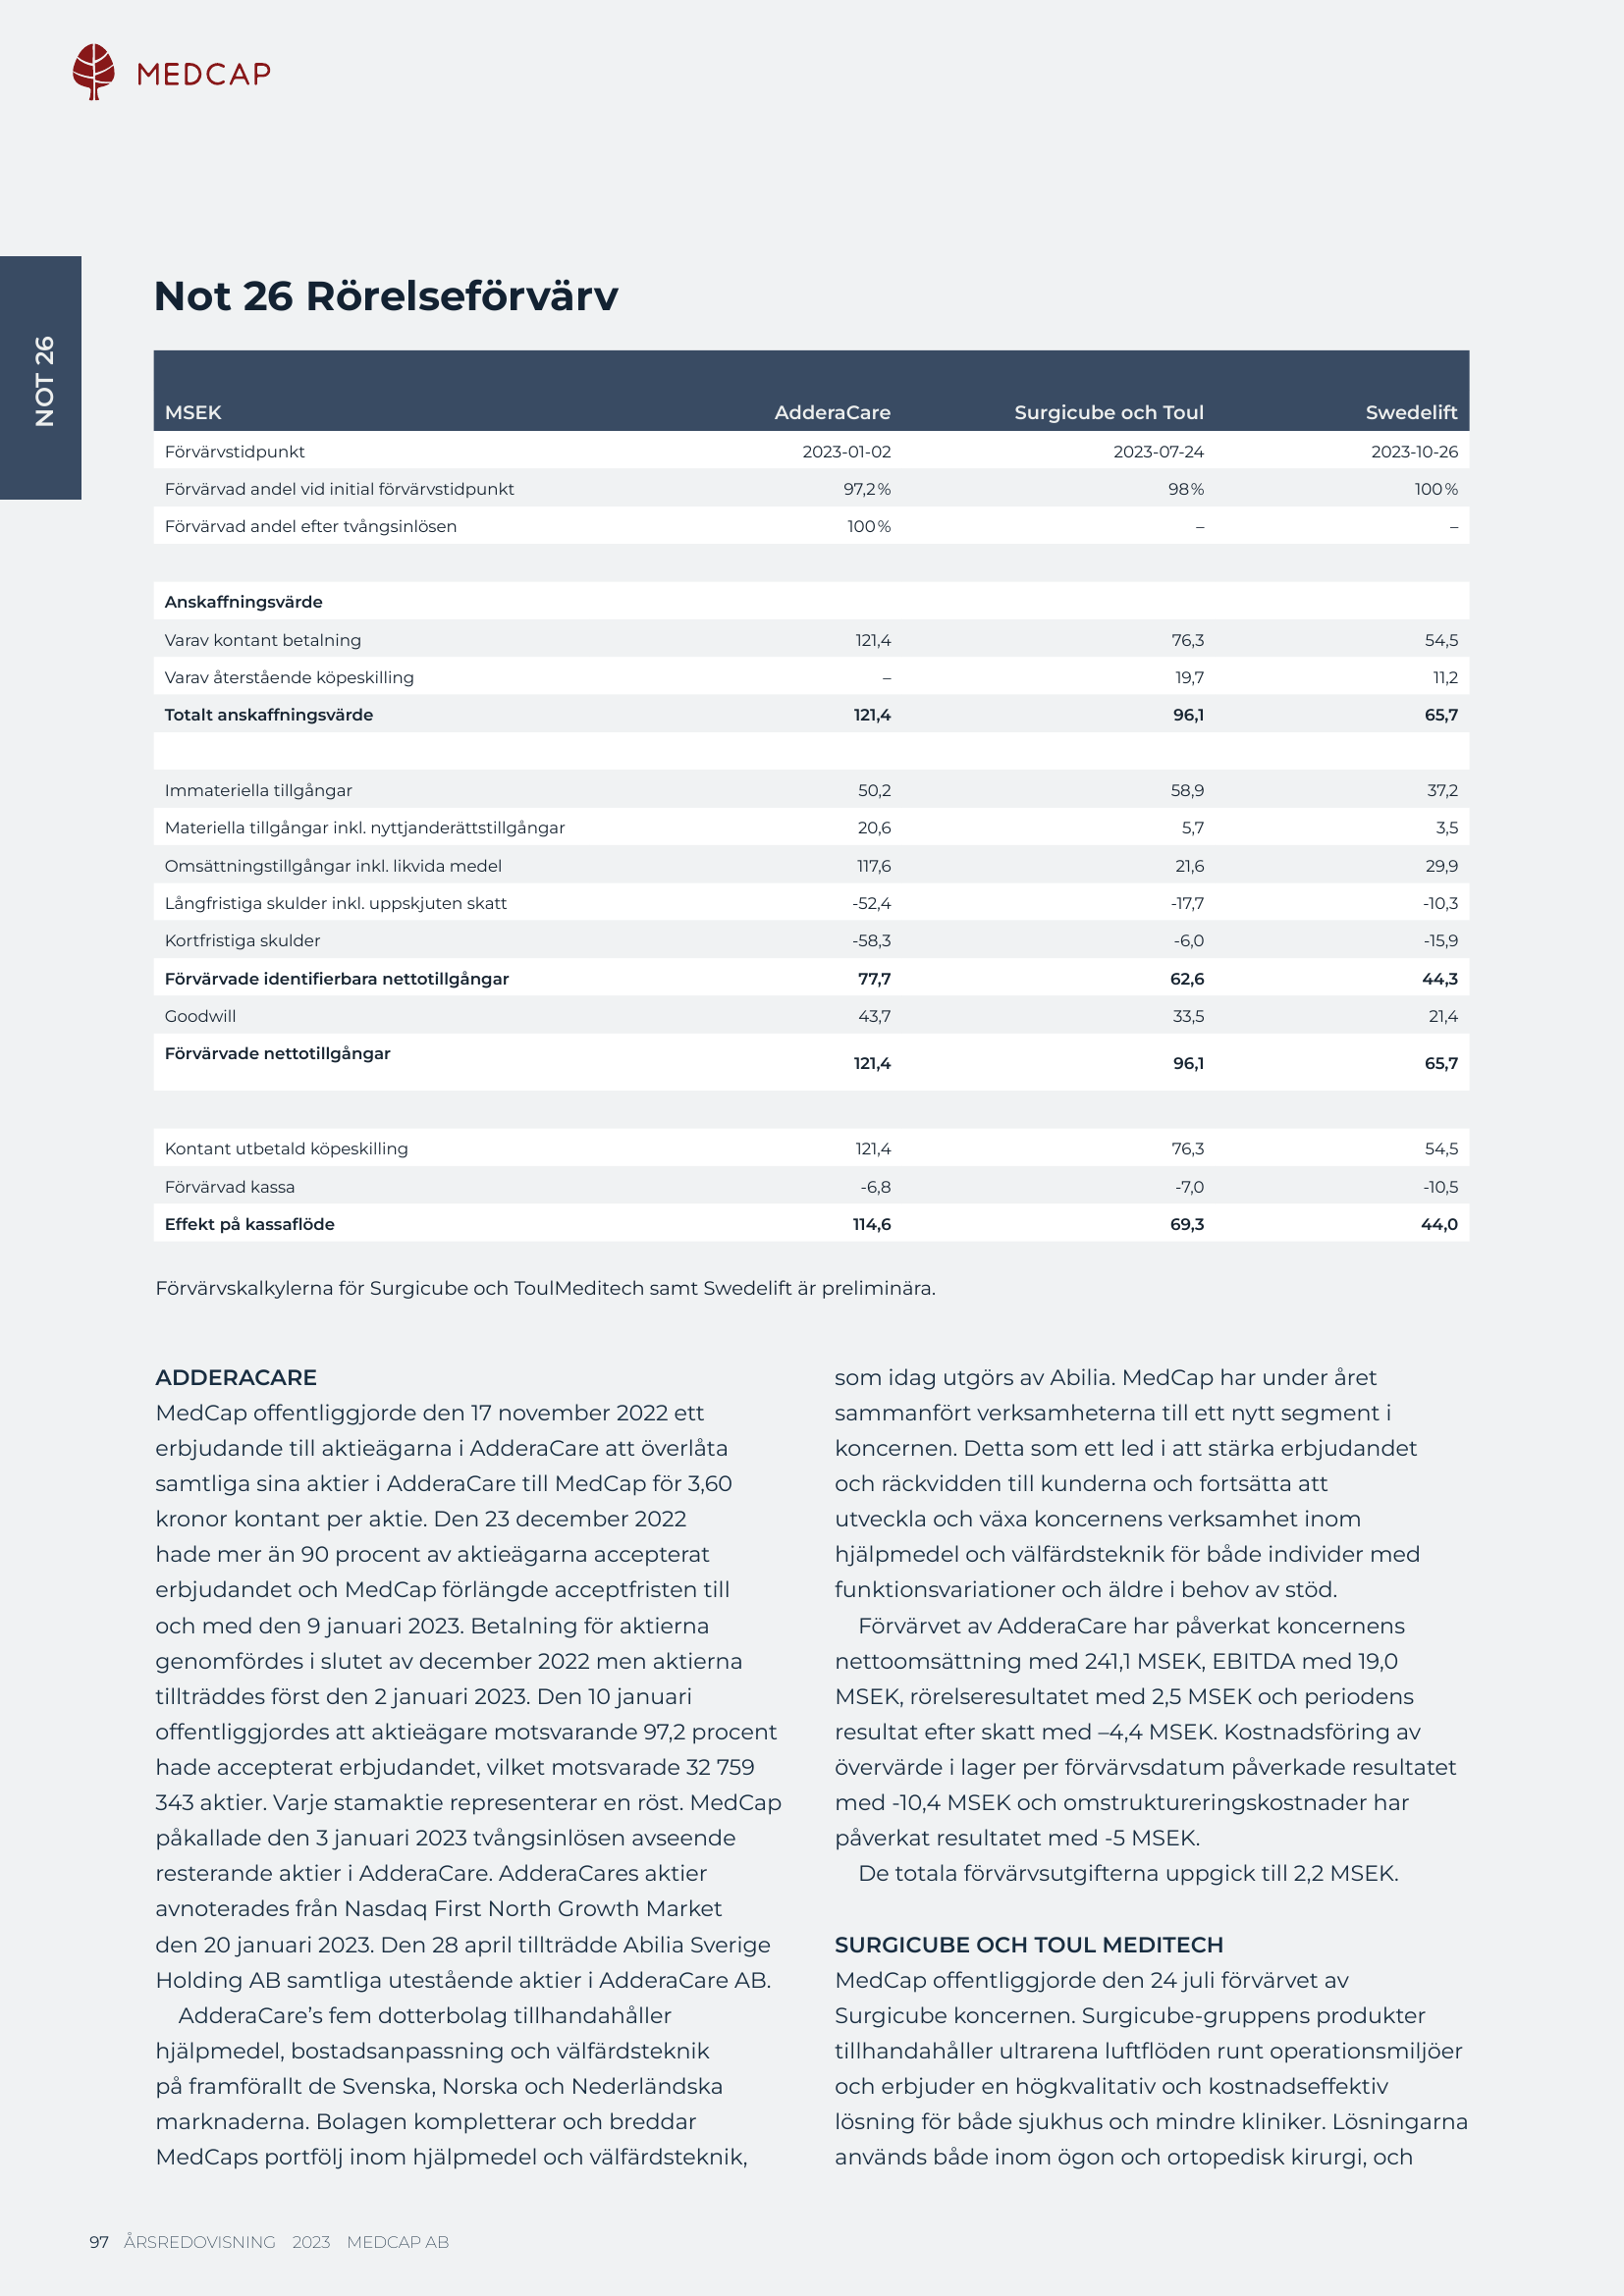 MEDCAP
NOT 26
Not 26 Rörelseförvärv
MSEK AdderaCare Surgicube och Toul Swedelift
Förvärvstidpunkt 2023-01-02 2023-07-24 2023-10-26
Förvärvad andel vid initial förvärvstidpunkt 97,2% 98% 100%
Förvärvad andel efter tvångsinlösen 100% – –
Anskaffningsvärde
Varav kontant betalning 121,4 76,3 54,5
Varav återstående köpeskilling – 19,7 11,2
Totalt anskaffningsvärde 121,4 96,1 65,7
Immateriella tillgångar 50,2 58,9 37,2
Materiella tillgångar inkl. nyttjanderättstillgångar 20,6 5,7 3,5
Omsättningstillgångar inkl. likvida medel 117,6 21,6 29,9
Långfristiga skulder inkl. uppskjuten skatt -52,4 -17,7 -10,3
Kortfristiga skulder -58,3 -6,0 -15,9
Förvärvade identifierbara nettotillgångar 77,7 62,6 44,3
Goodwill 43,7 33,5 21,4
Förvärvade nettotillgångar 121,4 96,1 65,7
Kontant utbetald köpeskilling 121,4 76,3 54,5
Förvärvad kassa -6,8 -7,0 -10,5
Effekt på kassaflöde 114,6 69,3 44,0
Förvärvskalkylerna för Surgicube och ToulMeditech samt Swedelift är preliminära.
ADDERACARE
MedCap offentliggjorde den 17 november 2022 ett
erbjudande till aktieägarna i AdderaCare att överlåta
samtliga sina aktier i AdderaCare till MedCap för 3,60
kronor kontant per aktie. Den 23 december 2022
hade mer än 90 procent av aktieägarna accepterat
erbjudandet och MedCap förlängde acceptfristen till
och med den 9 januari 2023. Betalning för aktierna
genomfördes i slutet av december 2022 men aktierna
tillträddes först den 2 januari 2023. Den 10 januari
offentliggjordes att aktieägare motsvarande 97,2 procent
hade accepterat erbjudandet, vilket motsvarade 32 759
343 aktier. Varje stamaktie representerar en röst. MedCap
påkallade den 3 januari 2023 tvångsinlösen avseende
resterande aktier i AdderaCare. AdderaCares aktier
avnoterades från Nasdaq First North Growth Market
den 20 januari 2023. Den 28 april tillträdde Abilia Sverige
Holding AB samtliga utestående aktier i AdderaCare AB.
AdderaCare’s fem dotterbolag tillhandahåller
hjälpmedel, bostadsanpassning och välfärdsteknik
på framförallt de Svenska, Norska och Nederländska
marknaderna. Bolagen kompletterar och breddar
MedCaps portfölj inom hjälpmedel och välfärdsteknik,
som idag utgörs av Abilia. MedCap har under året
sammanfört verksamheterna till ett nytt segment i
koncernen. Detta som ett led i att stärka erbjudandet
och räckvidden till kunderna och fortsätta att
utveckla och växa koncernens verksamhet inom
hjälpmedel och välfärdsteknik för både individer med
funktionsvariationer och äldre i behov av stöd.
Förvärvet av AdderaCare har påverkat koncernens
nettoomsättning med 241,1 MSEK, EBITDA med 19,0
MSEK, rörelseresultatet med 2,5 MSEK och periodens
resultat efter skatt med –4,4 MSEK. Kostnadsföring av
övervärde i lager per förvärvsdatum påverkade resultatet
med -10,4 MSEK och omstruktureringskostnader har
påverkat resultatet med -5 MSEK.
De totala förvärvsutgifterna uppgick till 2,2 MSEK.
SURGICUBE OCH TOUL MEDITECH
MedCap offentliggjorde den 24 juli förvärvet av
Surgicube koncernen. Surgicube-gruppens produkter
tillhandahåller ultrarena luftflöden runt operationsmiljöer
och erbjuder en högkvalitativ och kostnadseffektiv
lösning för både sjukhus och mindre kliniker. Lösningarna
används både inom ögon och ortopedisk kirurgi, och
97 ÅRSREDOVISNING 2023 MEDCAP AB